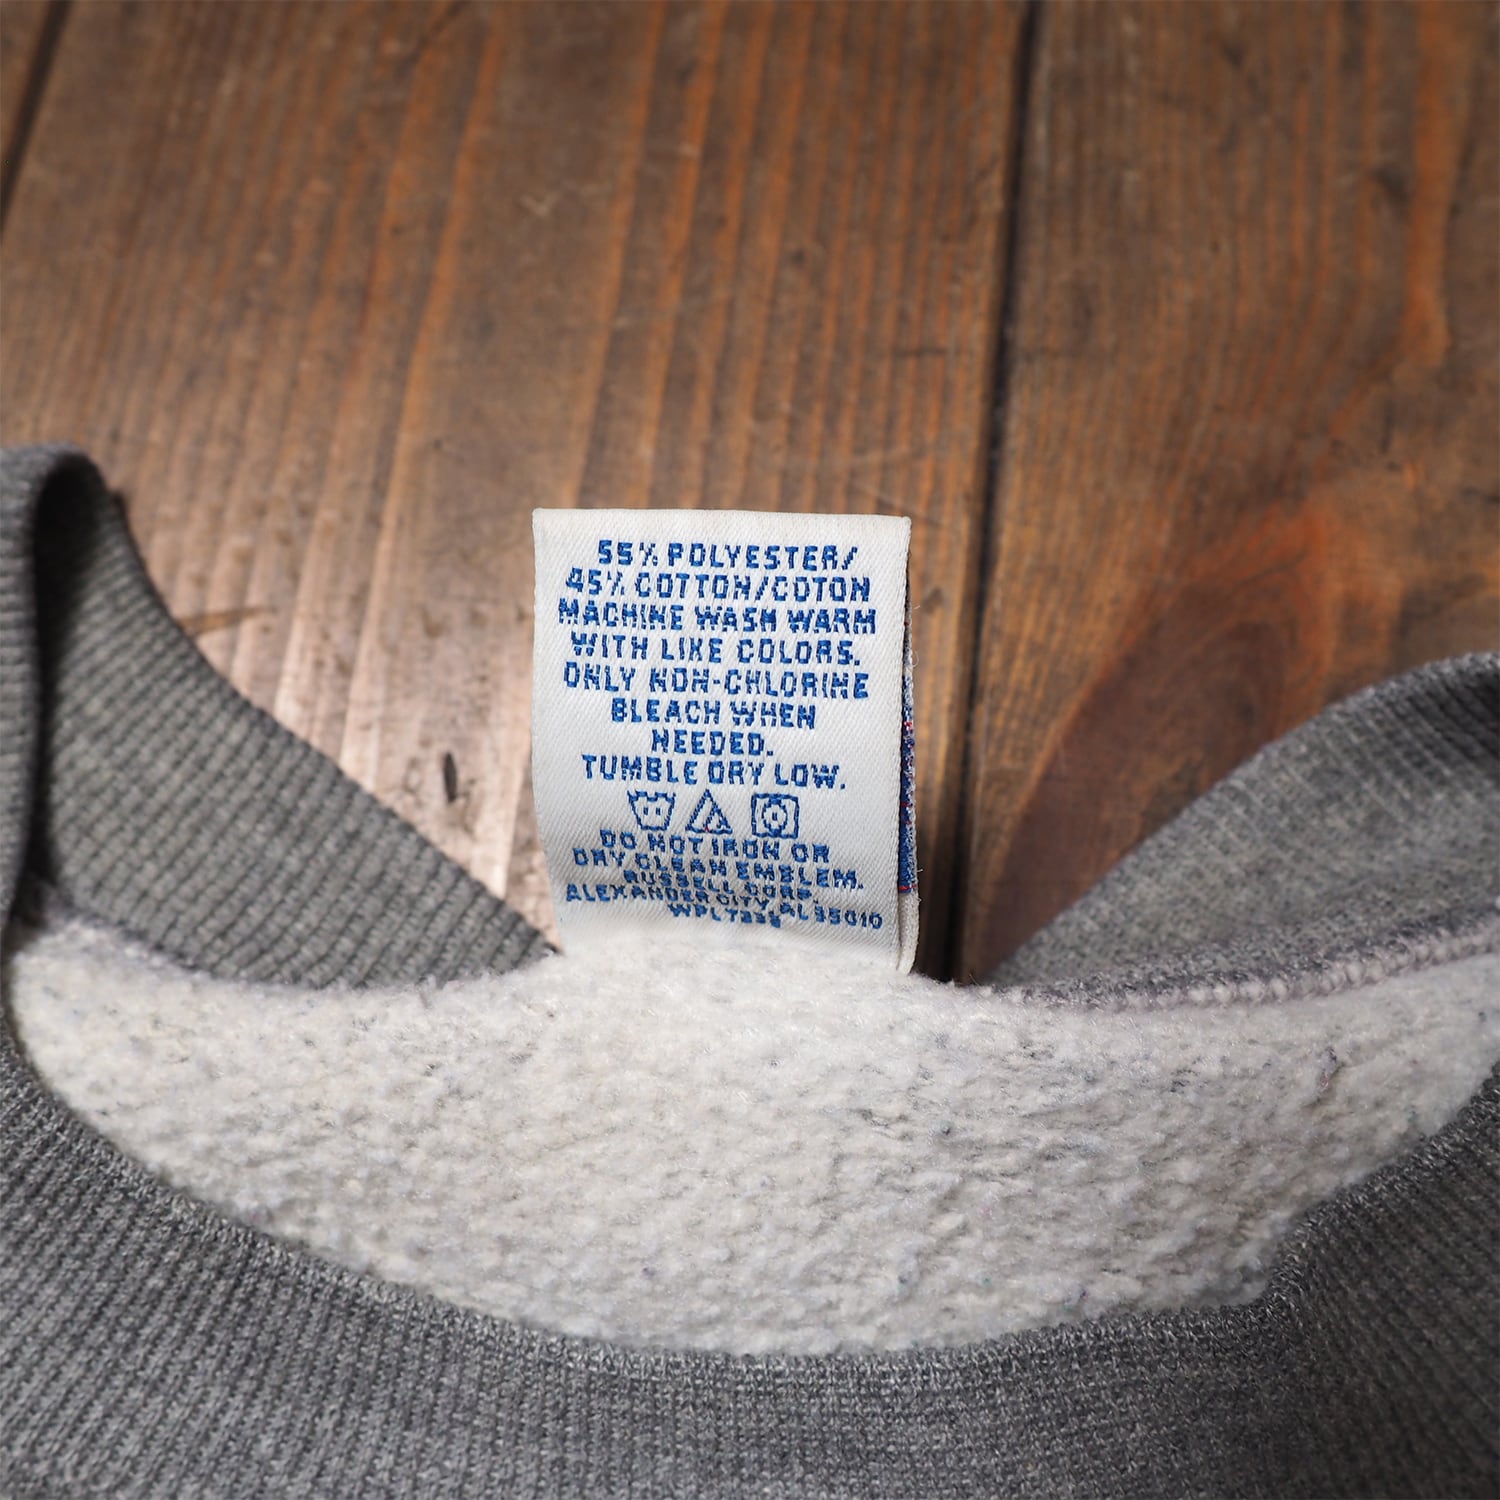 55% POLYESTER/
45% COTTON/COTON
MACHINE WASH WARM
WITH LIKE COLORS.
ONLY NON-CHLORINE
BLEACH WHEN
NEEDED.
TUMBLE DRY LOW.
DO NOT IRON OR
DRY CLEAN EMBLEM.
RUSSELL CORP.
ALEXANDER CITY, AL 35010